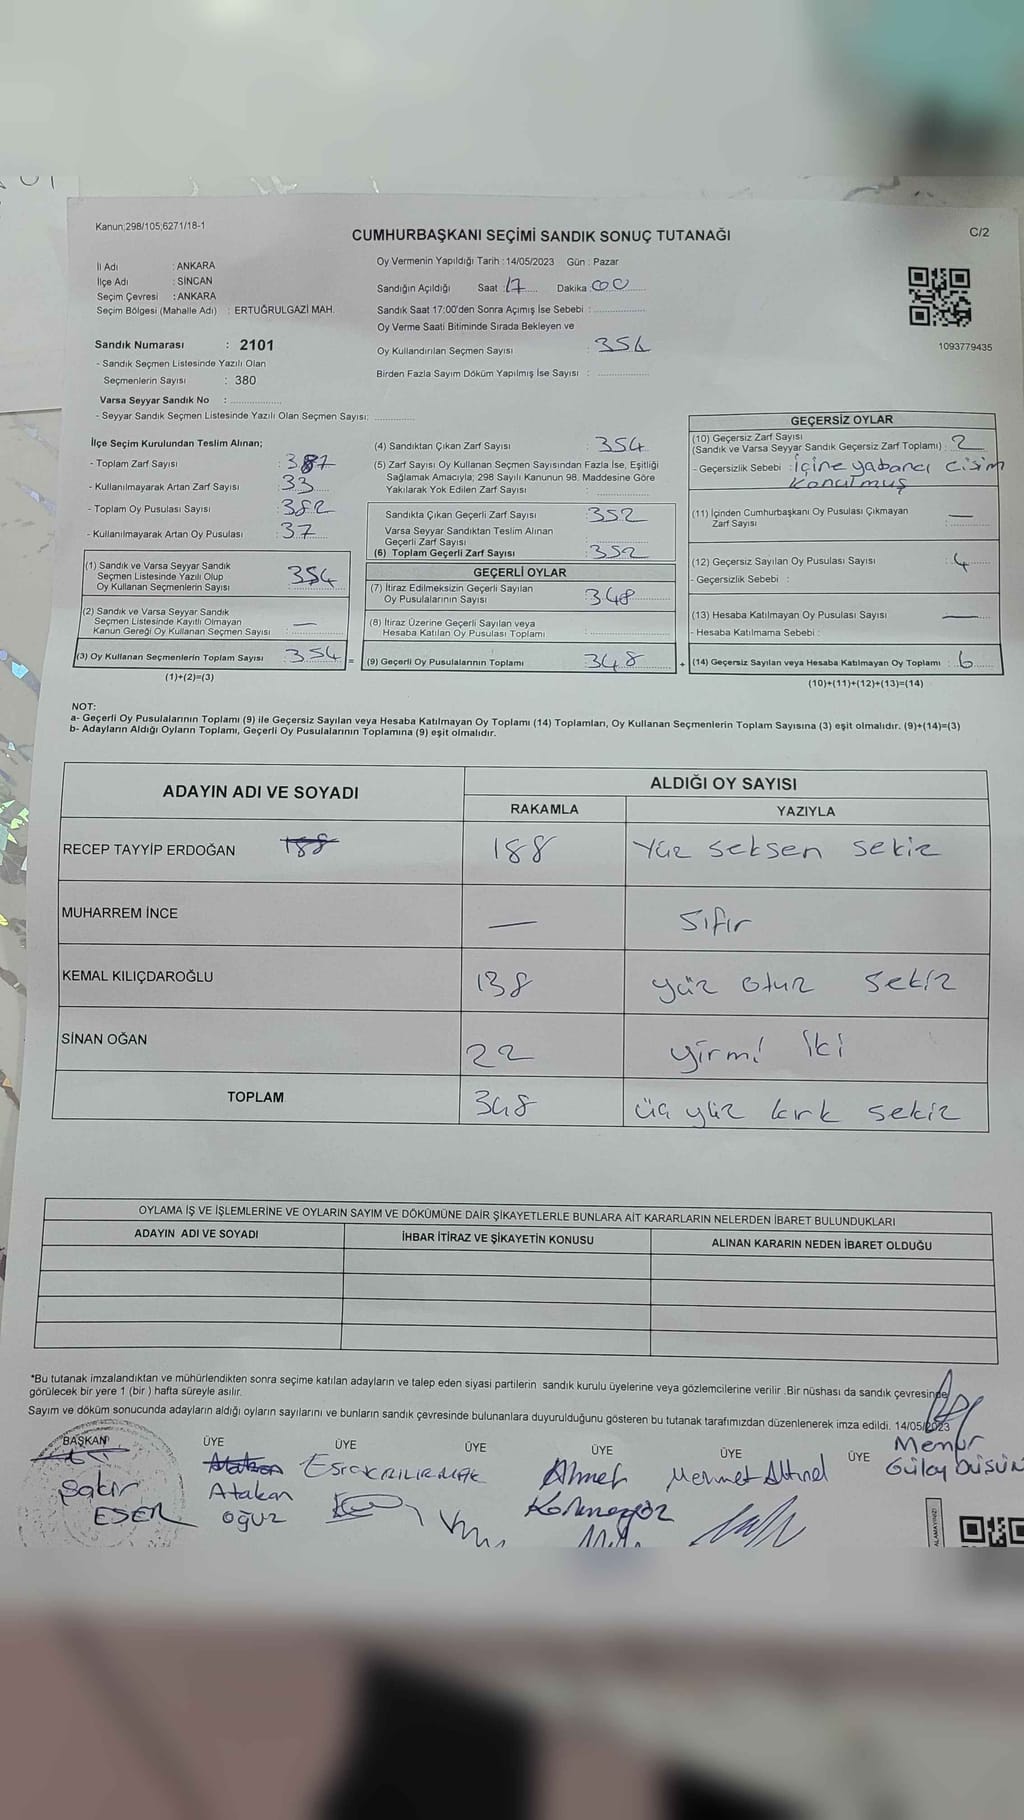 Kanun;298/105;6271/18-1
CUMHURBAŞKANI SEÇİMİ SANDIK SONUÇ TUTANAĞI
C/2
İl Adı : ANKARA
İlçe Adı : SİNCAN
Seçim Çevresi : ANKARA
Seçim Bölgesi (Mahalle Adı) : ERTUĞRULGAZİ MAH.
Sandık Numarası : 2101
- Sandık Seçmen Listesinde Yazılı Olan
Seçmenlerin Sayısı : 380
Varsa Seyyar Sandık No :
- Seyyar Sandık Seçmen Listesinde Yazılı Olan Seçmen Sayısı:
Oy Vermenin Yapıldığı Tarih : 14/05/2023 Gün : Pazar
Sandığın Açıldığı Saat : 17 Dakika : 00
Sandık Saat 17:00'den Sonra Açımış İse Sebebi :
Oy Verme Saati Bitiminde Sırada Bekleyen ve
Oy Kullandırılan Seçmen Sayısı : 354
Birden Fazla Sayım Döküm Yapılmış İse Sayısı :
1093779435
İlçe Seçim Kurulundan Teslim Alınan;
- Toplam Zarf Sayısı : 387
- Kullanılmayarak Artan Zarf Sayısı : 33
- Toplam Oy Pusulası Sayısı : 382
- Kullanılmayarak Artan Oy Pusulası : 37
(1) Sandık ve Varsa Seyyar Sandık
Seçmen Listesinde Yazılı Olup
Oy Kullanan Seçmenlerin Sayısı : 354
(2) Sandık ve Varsa Seyyar Sandık
Seçmen Listesinde Kayıtlı Olmayan
Kanun Gereği Oy Kullanan Seçmen Sayısı : —
(3) Oy Kullanan Seçmenlerin Toplam Sayısı : 354 =
(1)+(2)=(3)
(4) Sandıktan Çıkan Zarf Sayısı : 354
(5) Zarf Sayısı Oy Kullanan Seçmen Sayısından Fazla İse, Eşitliği
Sağlamak Amacıyla; 298 Sayılı Kanunun 98. Maddesine Göre
Yakılarak Yok Edilen Zarf Sayısı :
Sandıkta Çıkan Geçerli Zarf Sayısı : 352
Varsa Seyyar Sandıktan Teslim Alınan
Geçerli Zarf Sayısı :
(6) Toplam Geçerli Zarf Sayısı : 352
GEÇERLİ OYLAR
(7) İtiraz Edilmeksizin Geçerli Sayılan
Oy Pusulalarının Sayısı : 348
(8) İtiraz Üzerine Geçerli Sayılan veya
Hesaba Katılan Oy Pusulası Toplamı :
(9) Geçerli Oy Pusulalarının Toplamı : 348 +
GEÇERSİZ OYLAR
(10) Geçersiz Zarf Sayısı
(Sandık ve Varsa Seyyar Sandık Geçersiz Zarf Toplamı) : 2
- Geçersizlik Sebebi : İçine yabancı cisim
konulmuş
(11) İçinden Cumhurbaşkanı Oy Pusulası Çıkmayan
Zarf Sayısı : —
(12) Geçersiz Sayılan Oy Pusulası Sayısı : 4
- Geçersizlik Sebebi :
(13) Hesaba Katılmayan Oy Pusulası Sayısı : —
- Hesaba Katılmama Sebebi :
(14) Geçersiz Sayılan veya Hesaba Katılmayan Oy Toplamı : 6
(10)+(11)+(12)+(13)=(14)
NOT:
a- Geçerli Oy Pusulalarının Toplamı (9) ile Geçersiz Sayılan veya Hesaba Katılmayan Oy Toplamı (14) Toplamları, Oy Kullanan Seçmenlerin Toplam Sayısına (3) eşit olmalıdır. (9)+(14)=(3)
b- Adayların Aldığı Oyların Toplamı, Geçerli Oy Pusulalarının Toplamına (9) eşit olmalıdır.
ADAYIN ADI VE SOYADI
ALDIĞI OY SAYISI
RAKAMLA YAZIYLA
RECEP TAYYİP ERDOĞAN 188 188 Yüz seksen sekiz
MUHARREM İNCE — Sıfır
KEMAL KILIÇDAROĞLU 138 yüz otuz sekiz
SİNAN OĞAN 22 yirmi iki
TOPLAM 348 üç yüz kırk sekiz
OYLAMA İŞ VE İŞLEMLERİNE VE OYLARIN SAYIM VE DÖKÜMÜNE DAİR ŞİKAYETLERLE BUNLARA AİT KARARLARIN NELERDEN İBARET BULUNDUKLARI
ADAYIN ADI VE SOYADI İHBAR İTİRAZ VE ŞİKAYETİN KONUSU ALINAN KARARIN NEDEN İBARET OLDUĞU
*Bu tutanak imzalandıktan ve mühürlendikten sonra seçime katılan adayların ve talep eden siyasi partilerin sandık kurulu üyelerine veya gözlemcilerine verilir .Bir nüshası da sandık çevresinde
görülecek bir yere 1 (bir ) hafta süreyle asılır.
Sayım ve döküm sonucunda adayların aldığı oyların sayılarını ve bunların sandık çevresinde bulunanlara duyurulduğunu gösteren bu tutanak tarafımızdan düzenlenerek imza edildi. 14/05/2023
BAŞKAN ÜYE ÜYE ÜYE ÜYE ÜYE ÜYE
Şakir
ESER
Atakan
Atakan
Oğuz
Ahmet
Mehmet Altınel
Memur
Gülay